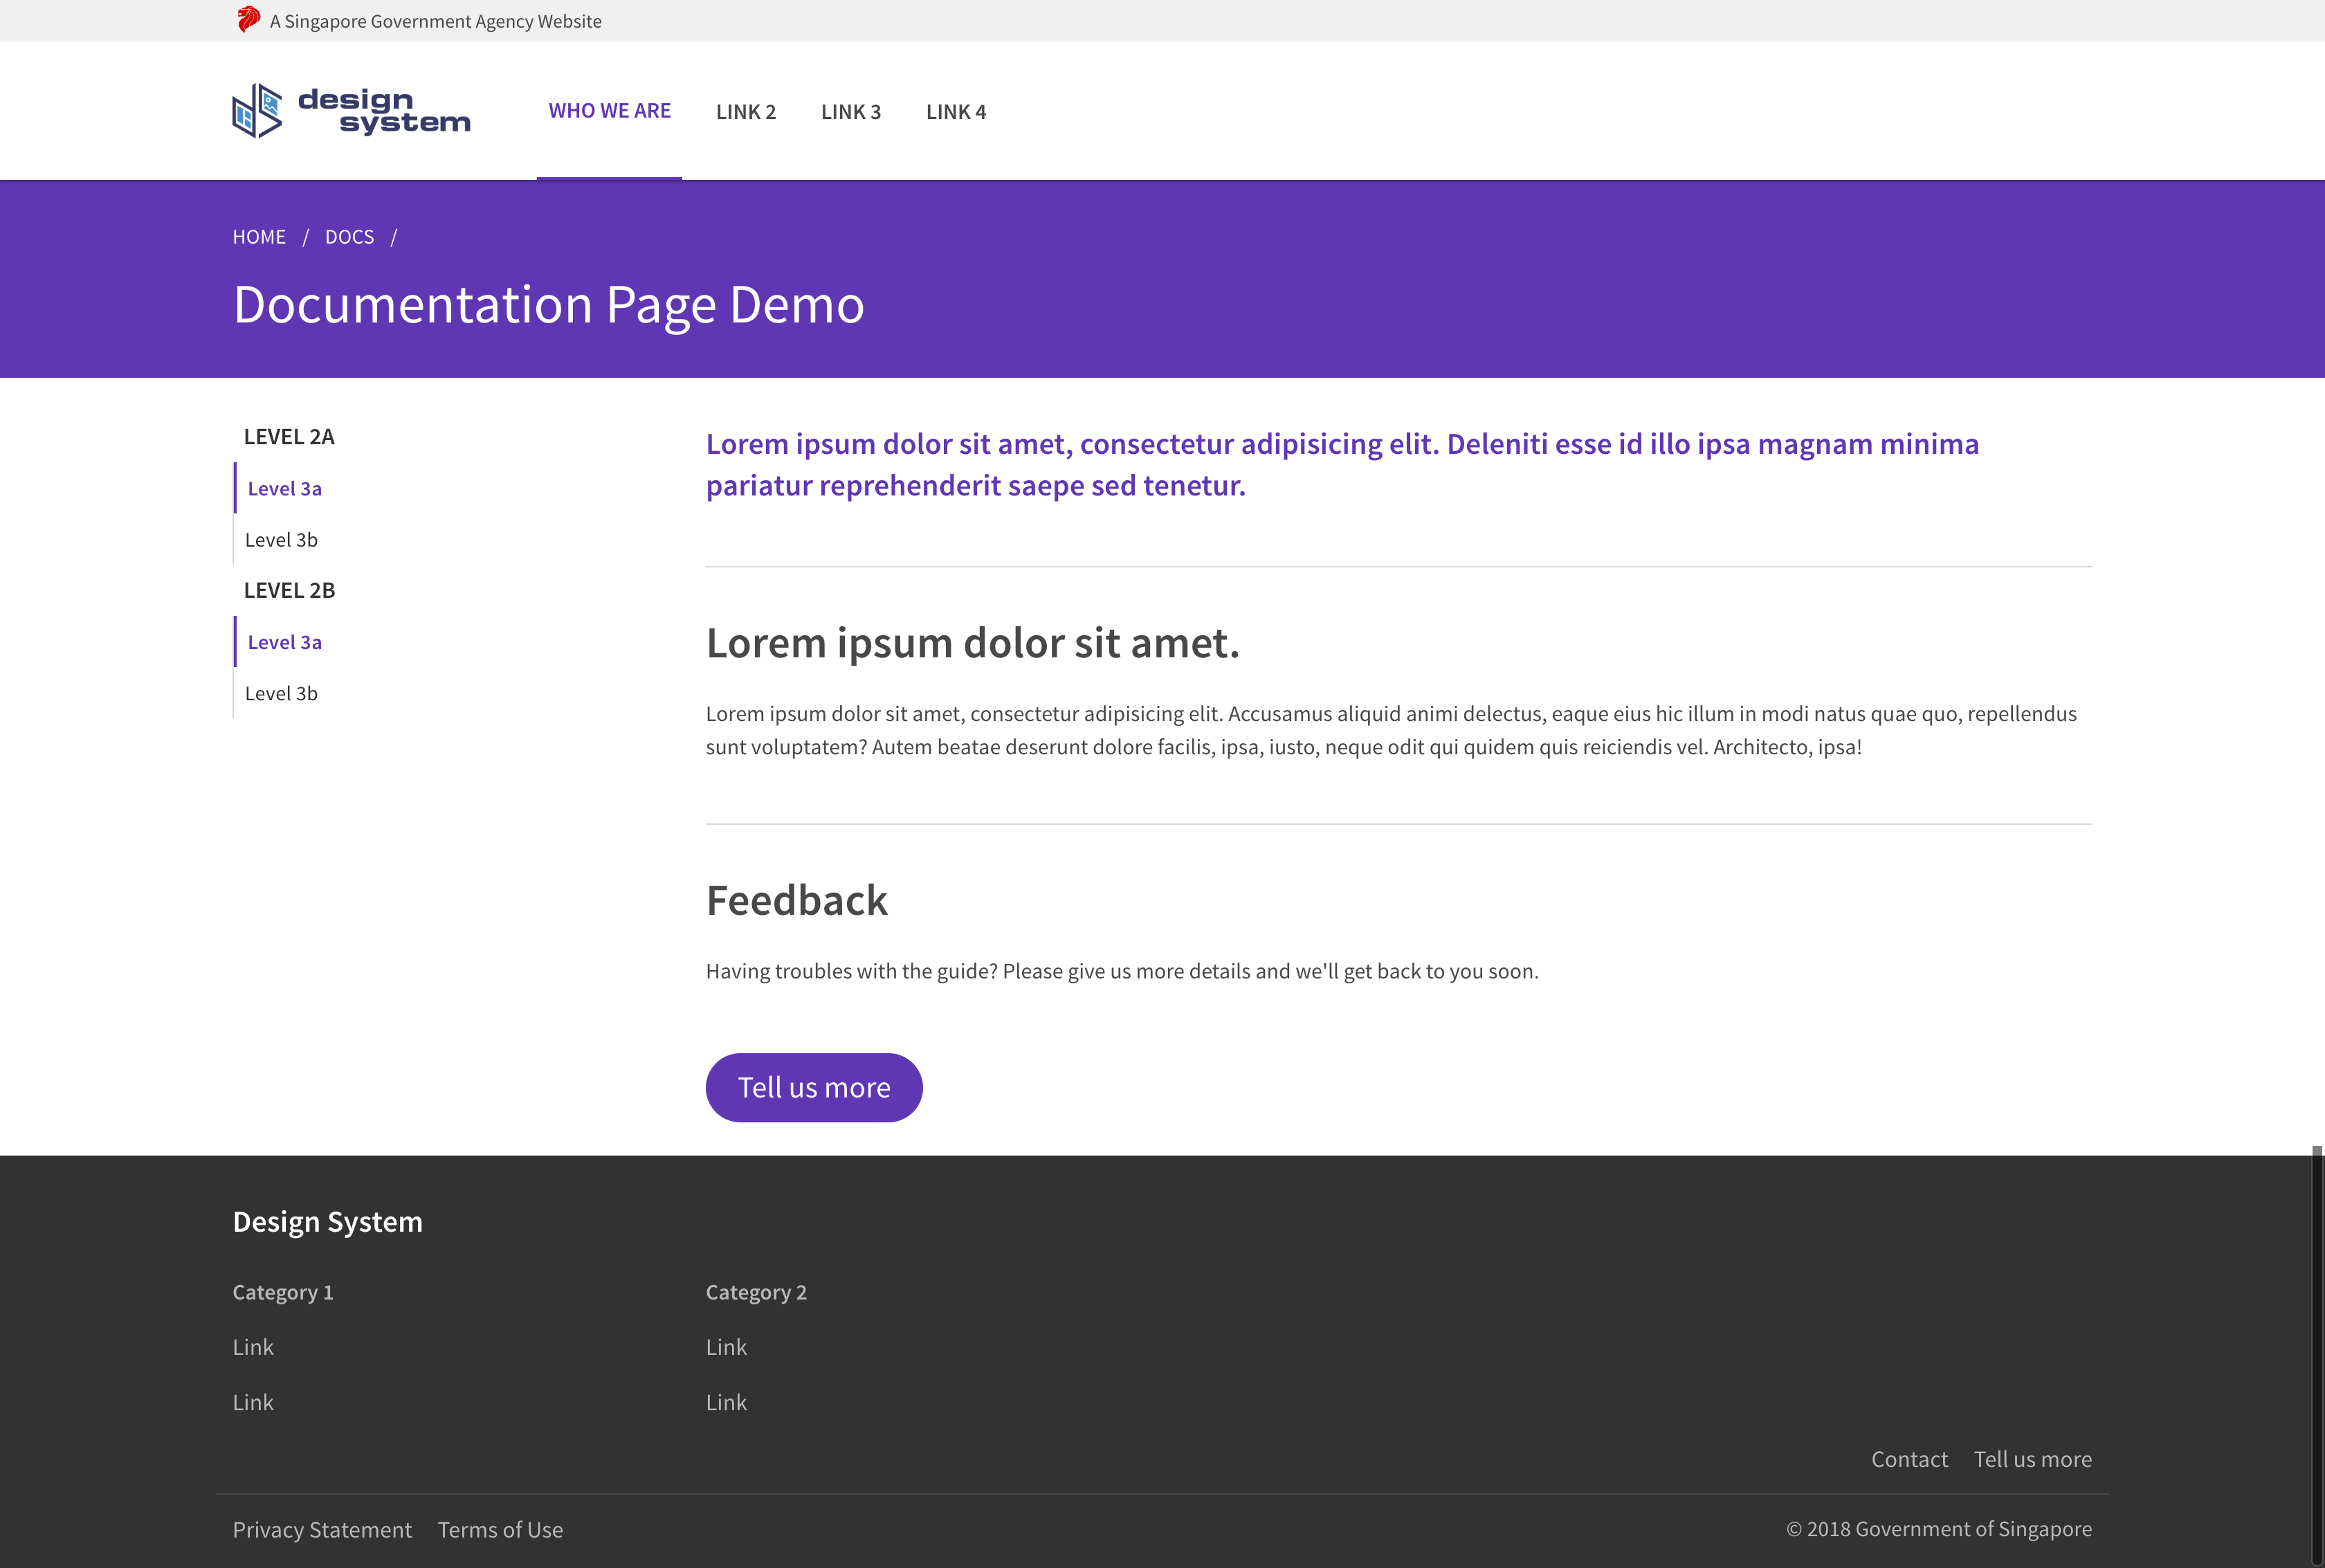 A Singapore Government Agency Website
design
system
WHO WE ARE LINK 2 LINK 3 LINK 4
HOME / DOCS /
Documentation Page Demo
LEVEL 2A
Level 3a
Level 3b
LEVEL 2B
Level 3a
Level 3b
Lorem ipsum dolor sit amet, consectetur adipisicing elit. Deleniti esse id illo ipsa magnam minima
pariatur reprehenderit saepe sed tenetur.
Lorem ipsum dolor sit amet.
Lorem ipsum dolor sit amet, consectetur adipisicing elit. Accusamus aliquid animi delectus, eaque eius hic illum in modi natus quae quo, repellendus
sunt voluptatem? Autem beatae deserunt dolore facilis, ipsa, iusto, neque odit qui quidem quis reiciendis vel. Architecto, ipsa!
Feedback
Having troubles with the guide? Please give us more details and we'll get back to you soon.
Tell us more
Design System
Category 1
Link
Link
Category 2
Link
Link
Contact Tell us more
Privacy Statement Terms of Use
© 2018 Government of Singapore